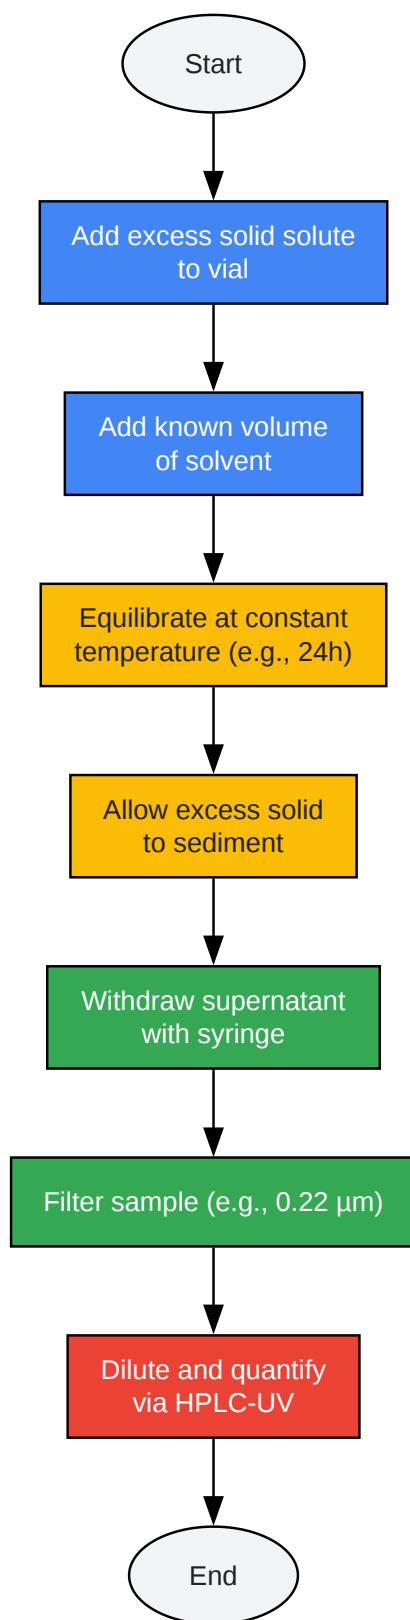 Start
Add excess solid solute
to vial
Add known volume
of solvent
Equilibrate at constant
temperature (e.g., 24h)
Allow excess solid
to sediment
Withdraw supernatant
with syringe
Filter sample (e.g., 0.22 µm)
Dilute and quantify
via HPLC-UV
End